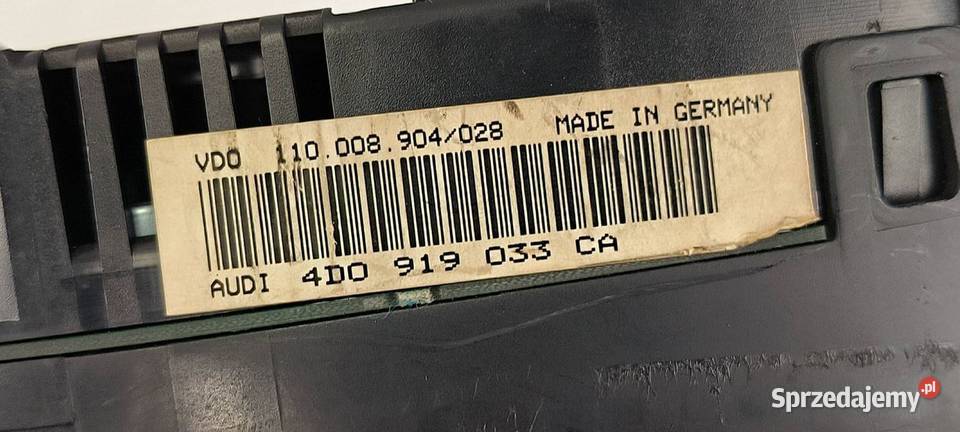 VDO 110.008.904/028 MADE IN GERMANY
AUDI 4D0 919 033 CA
Sprzedajemy.pl